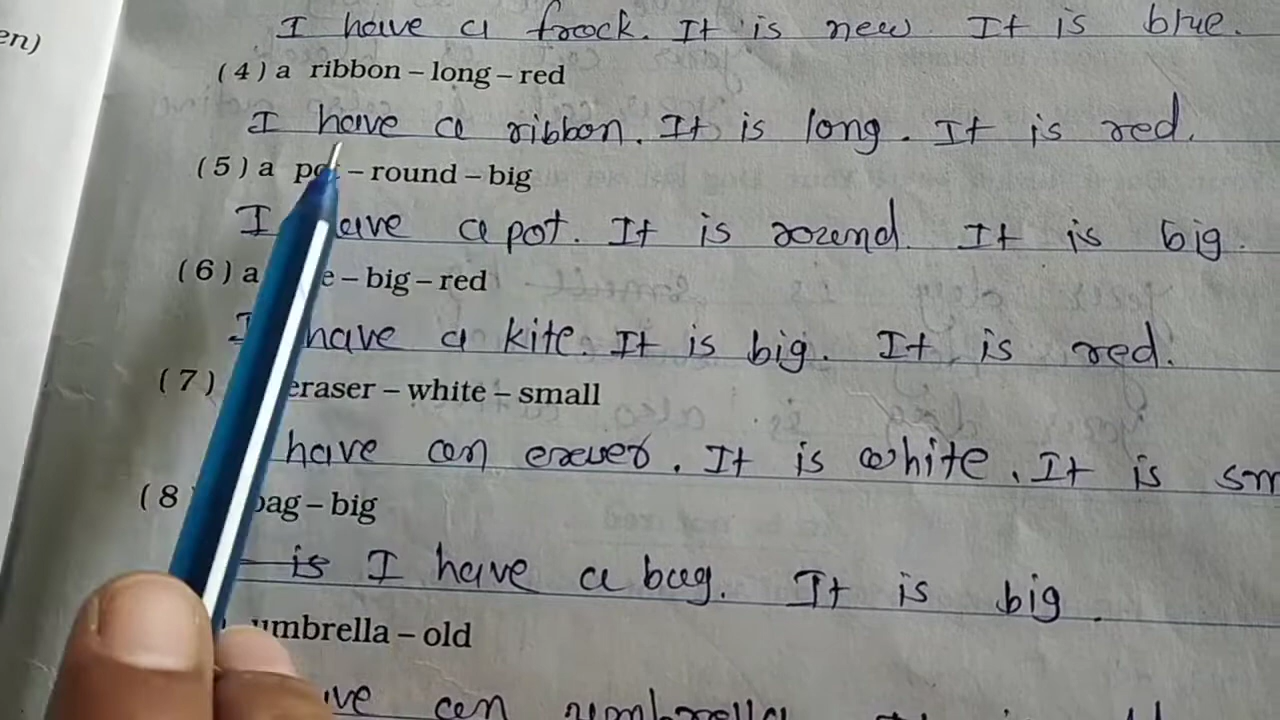 en)
I have a frock. It is new It is blue.
(4) a ribbon – long – red
I have a ribbon. It is long. It is red.
(5) a pot – round – big
I have a pot. It is round. It is big.
(6) a – big – red
I have a kite. It is big. It is red.
(7) eraser – white – small
have an It is white. It is
(8 bag – big
is I have a bag. It is big.
umbrella – old
an umbrella